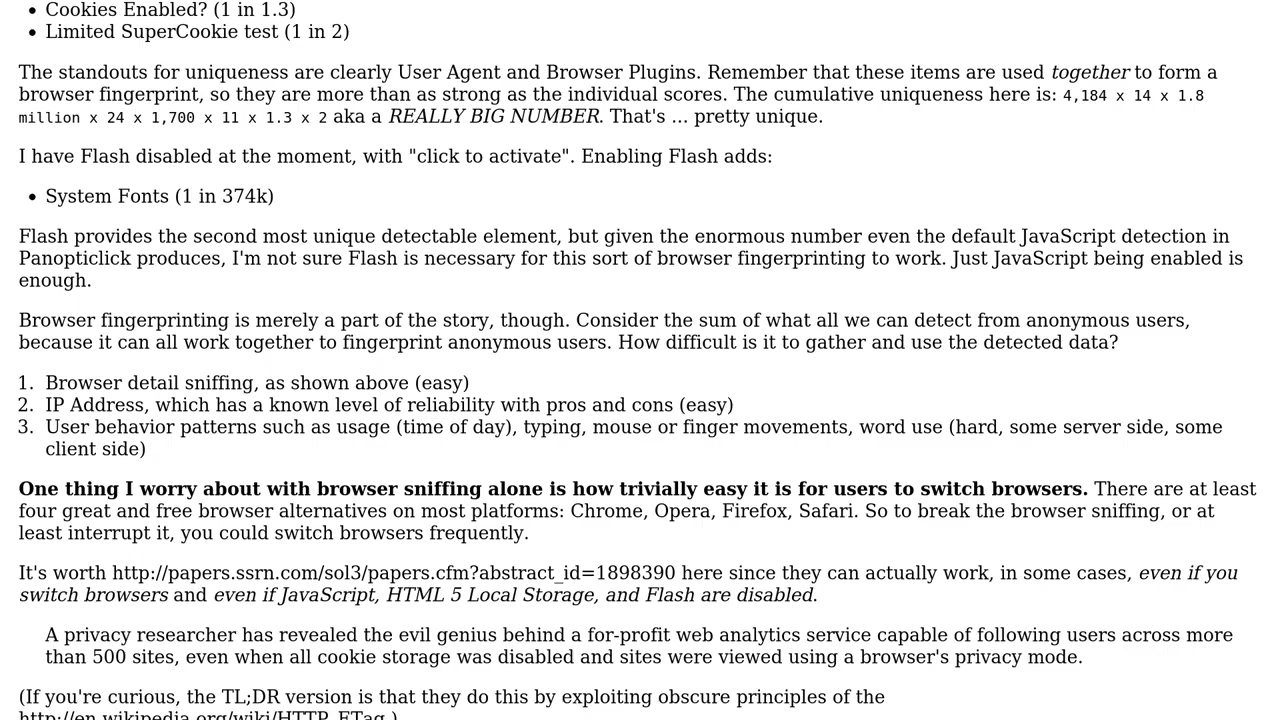 • Cookies Enabled? (1 in 1.3)
• Limited SuperCookie test (1 in 2)
The standouts for uniqueness are clearly User Agent and Browser Plugins. Remember that these items are used together to form a
browser fingerprint, so they are more than as strong as the individual scores. The cumulative uniqueness here is: 4,184 x 14 x 1.8
million x 24 x 1,700 x 11 x 1.3 x 2 aka a REALLY BIG NUMBER. That's ... pretty unique.
I have Flash disabled at the moment, with "click to activate". Enabling Flash adds:
• System Fonts (1 in 374k)
Flash provides the second most unique detectable element, but given the enormous number even the default JavaScript detection in
Panopticlick produces, I'm not sure Flash is necessary for this sort of browser fingerprinting to work. Just JavaScript being enabled is
enough.
Browser fingerprinting is merely a part of the story, though. Consider the sum of what all we can detect from anonymous users,
because it can all work together to fingerprint anonymous users. How difficult is it to gather and use the detected data?
1. Browser detail sniffing, as shown above (easy)
2. IP Address, which has a known level of reliability with pros and cons (easy)
3. User behavior patterns such as usage (time of day), typing, mouse or finger movements, word use (hard, some server side, some
client side)
One thing I worry about with browser sniffing alone is how trivially easy it is for users to switch browsers. There are at least
four great and free browser alternatives on most platforms: Chrome, Opera, Firefox, Safari. So to break the browser sniffing, or at
least interrupt it, you could switch browsers frequently.
It's worth http://papers.ssrn.com/sol3/papers.cfm?abstract_id=1898390 here since they can actually work, in some cases, even if you
switch browsers and even if JavaScript, HTML 5 Local Storage, and Flash are disabled.
A privacy researcher has revealed the evil genius behind a for-profit web analytics service capable of following users across more
than 500 sites, even when all cookie storage was disabled and sites were viewed using a browser's privacy mode.
(If you're curious, the TL;DR version is that they do this by exploiting obscure principles of the
http://en.wikipedia.org/wiki/HTTP_ETag.)